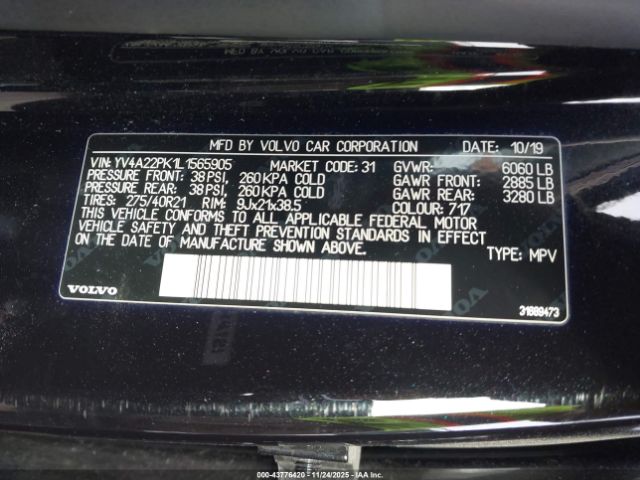 MFD BY VOLVO CAR CORPORATION DATE: 10/19
VIN: YV4A22PK1L1565905 MARKET CODE: 31 GVWR: 6060 LB
PRESSURE FRONT: 38 PSI, 260 KPA COLD GAWR FRONT: 2885 LB
PRESSURE REAR: 38 PSI, 260 KPA COLD GAWR REAR: 3280 LB
TIRES: 275/40R21 RIM: 9Jx21x38.5 COLOUR: 717
THIS VEHICLE CONFORMS TO ALL APPLICABLE FEDERAL MOTOR
VEHICLE SAFETY AND THEFT PREVENTION STANDARDS IN EFFECT
ON THE DATE OF MANUFACTURE SHOWN ABOVE.
TYPE: MPV
VOLVO
31889473
000-43776420 - 11/24/2025 - IAAI.COM